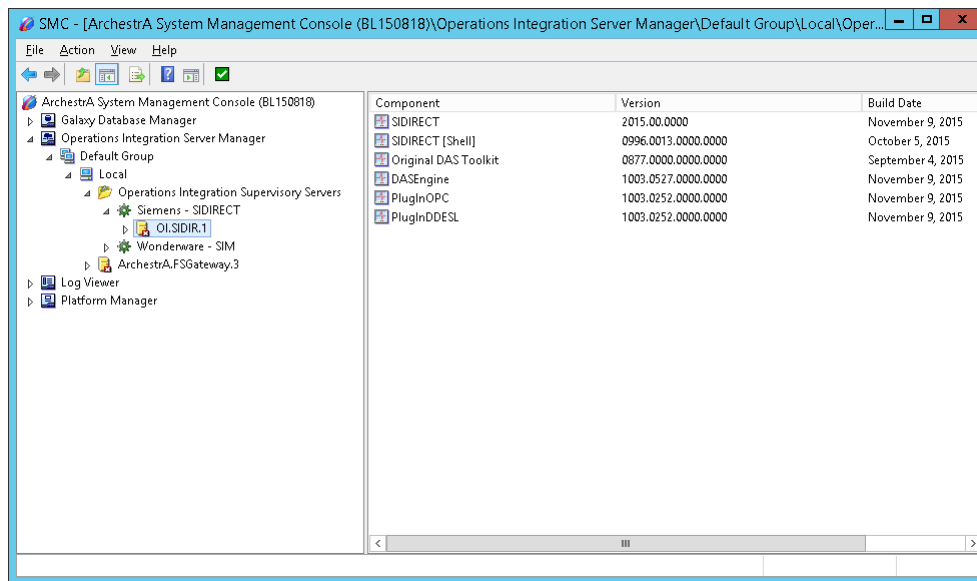 SMC - [ArchestrA System Management Console (BL150818)\Operations Integration Server Manager\Default Group\Local\Oper...
File Action View Help
ArchestrA System Management Console (BL150818)
Galaxy Database Manager
Operations Integration Server Manager
Default Group
Local
Operations Integration Supervisory Servers
Siemens - SIDIRECT
OI.SIDIR.1
Wonderware - SIM
ArchestrA.FSGateway.3
Log Viewer
Platform Manager
Component Version Build Date
SIDIRECT 2015.00.0000 November 9, 2015
SIDIRECT [Shell] 0996.0013.0000.0000 October 5, 2015
Original DAS Toolkit 0877.0000.0000.0000 September 4, 2015
DASEngine 1003.0527.0000.0000 November 9, 2015
PlugInOPC 1003.0252.0000.0000 November 9, 2015
PlugInDDESL 1003.0252.0000.0000 November 9, 2015